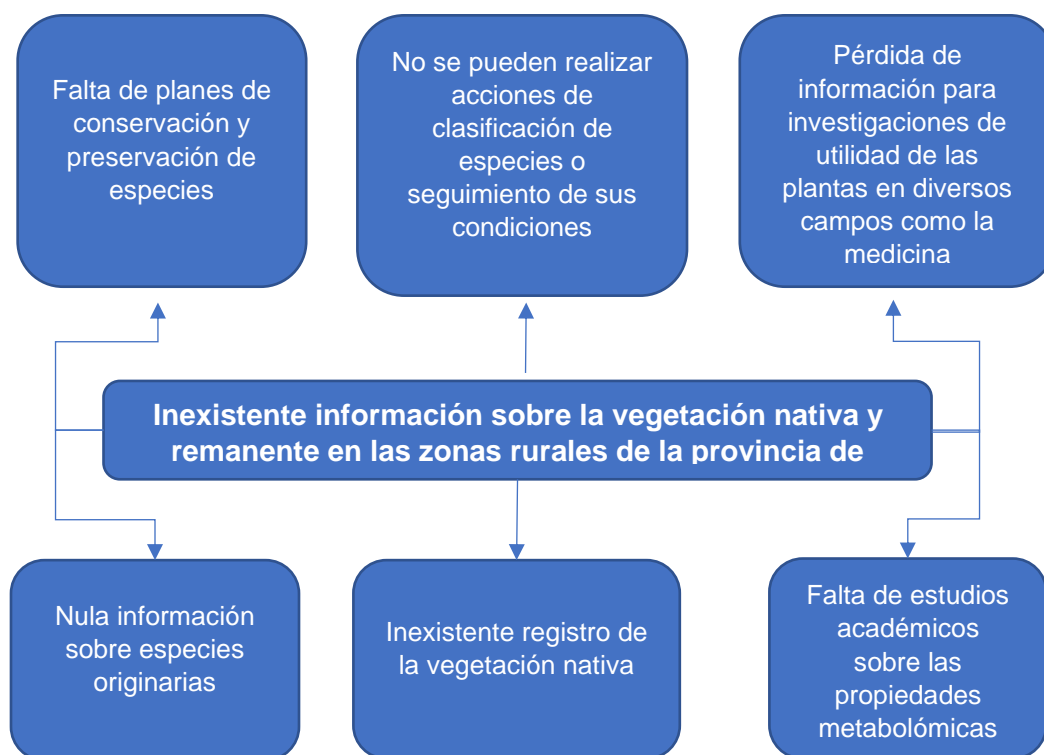 Falta de planes de
conservación y
preservación de
especies
No se pueden realizar
acciones de
clasificación de
especies o
seguimiento de sus
condiciones
Pérdida de
información para
investigaciones de
utilidad de las
plantas en diversos
campos como la
medicina
Inexistente información sobre la vegetación nativa y
remanente en las zonas rurales de la provincia de
Nula información
sobre especies
originarias
Inexistente registro de
la vegetación nativa
Falta de estudios
académicos
sobre las
propiedades
metabolómicas